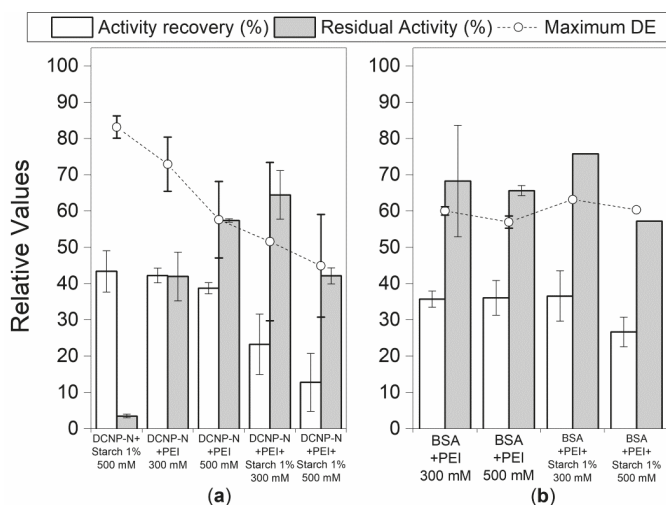 Activity recovery (%) Residual Activity (%) Maximum DE
Relative Values
100
90
80
70
60
50
40
30
20
10
0
DCNP-N+
Starch 1%
500 mM
DCNP-N
+PEI
300 mM
DCNP-N
+PEI
500 mM
DCNP-N
+PEI+
Starch 1%
300 mM
DCNP-N
+PEI+
Starch 1%
500 mM
(a)
100
90
80
70
60
50
40
30
20
10
0
BSA
+PEI
300 mM
BSA
+PEI
500 mM
BSA
+PEI+
Starch 1%
300 mM
BSA
+PEI+
Starch 1%
500 mM
(b)